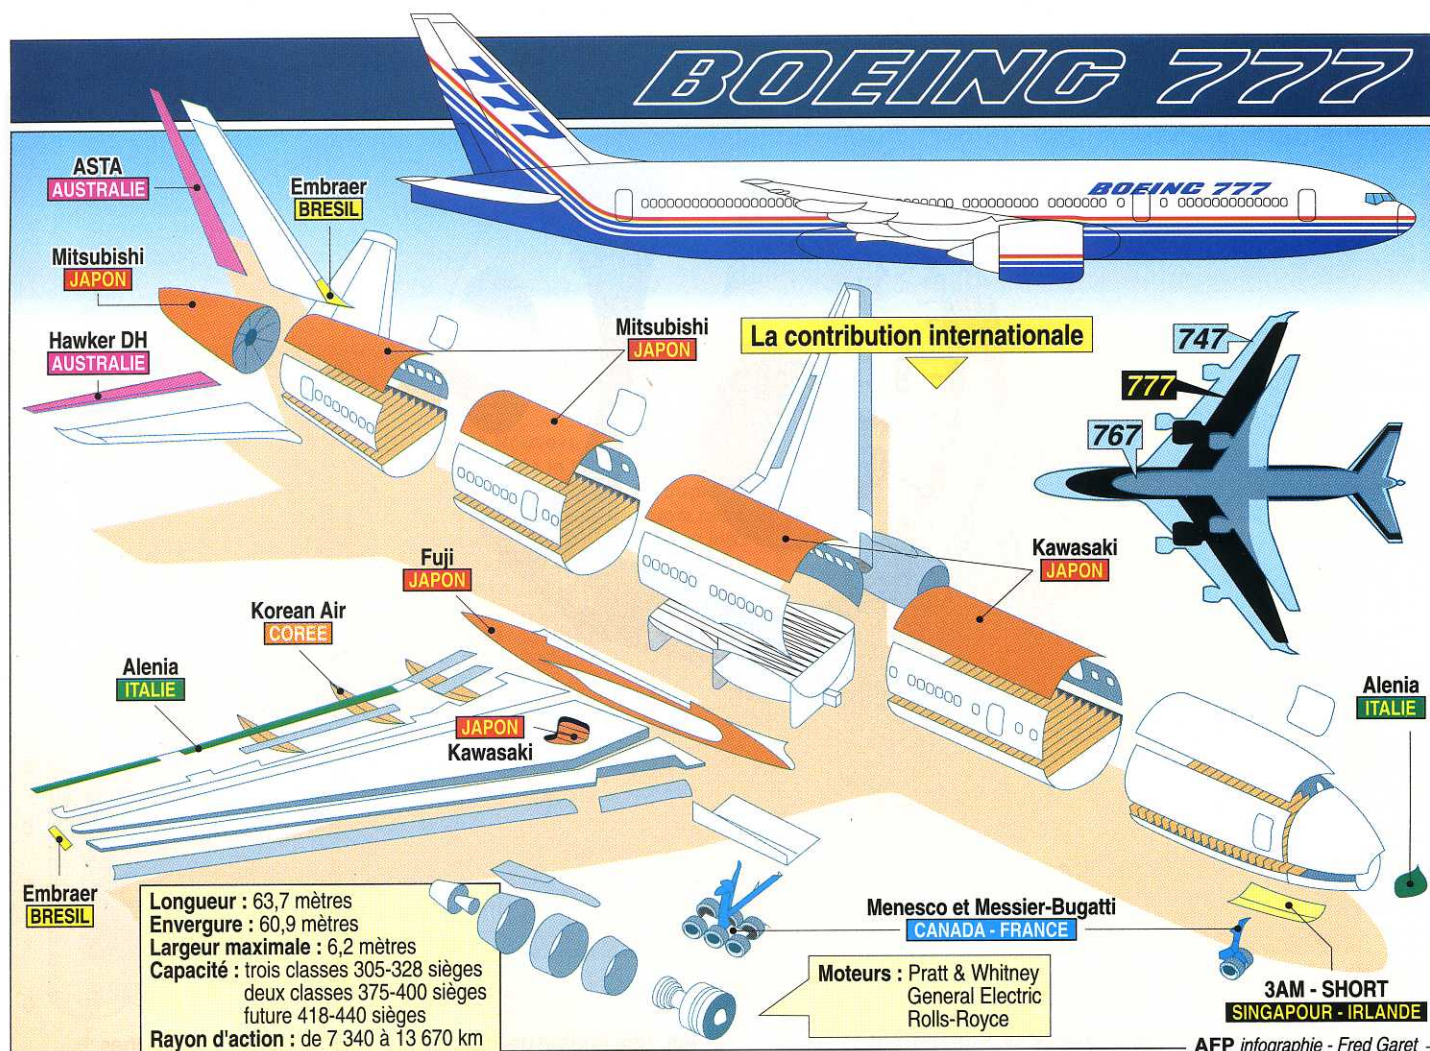 BOEING 777
777
BOEING 777
ASTA
AUSTRALIE
Embraer
BRESIL
Mitsubishi
JAPON
Hawker DH
AUSTRALIE
Mitsubishi
JAPON
La contribution internationale
747
777
767
Kawasaki
JAPON
Fuji
JAPON
Korean Air
COREE
Alenia
ITALIE
JAPON
Kawasaki
Alenia
ITALIE
Embraer
BRESIL
Longueur : 63,7 mètres
Envergure : 60,9 mètres
Largeur maximale : 6,2 mètres
Capacité : trois classes 305-328 sièges
deux classes 375-400 sièges
future 418-440 sièges
Rayon d'action : de 7 340 à 13 670 km
Menesco et Messier-Bugatti
CANADA - FRANCE
Moteurs : Pratt & Whitney
General Electric
Rolls-Royce
3AM - SHORT
SINGAPOUR - IRLANDE
AFP infographie - Fred Garet